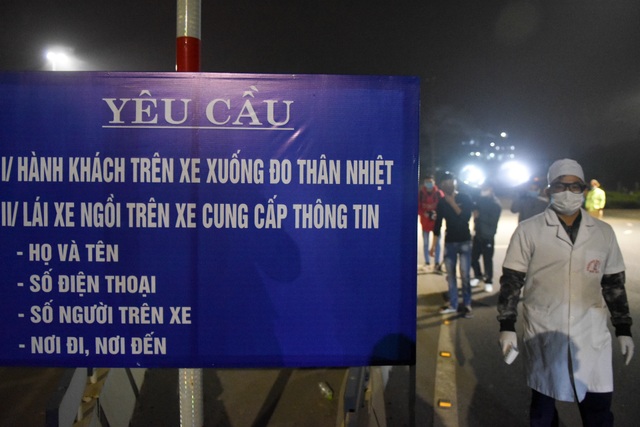 YÊU CẦU
I/ HÀNH KHÁCH TRÊN XE XUỐNG ĐO THÂN NHIỆT
II/ LÁI XE NGỒI TRÊN XE CUNG CẤP THÔNG TIN
- HỌ VÀ TÊN
- SỐ ĐIỆN THOẠI
- SỐ NGƯỜI TRÊN XE
- NƠI ĐI, NƠI ĐẾN